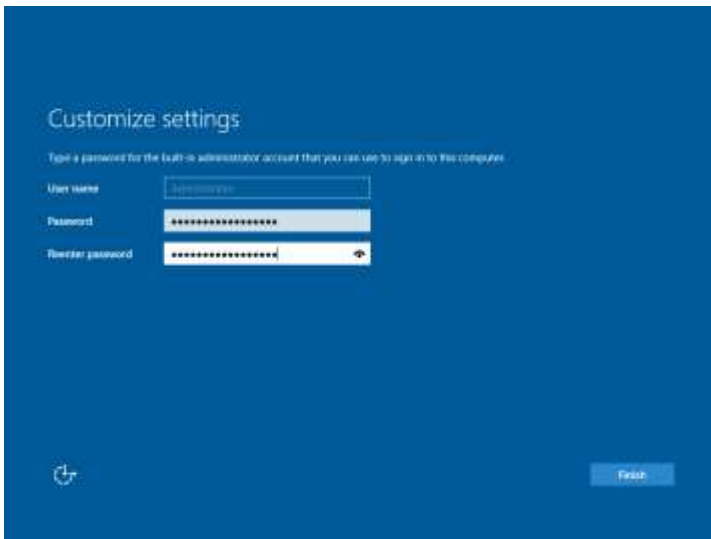 Customize settings
Type a password for the built-in administrator account that you can use to sign in to this computer.
User name
Administrator
Password
•••••••••••••••••
Reenter password
•••••••••••••••••
Finish